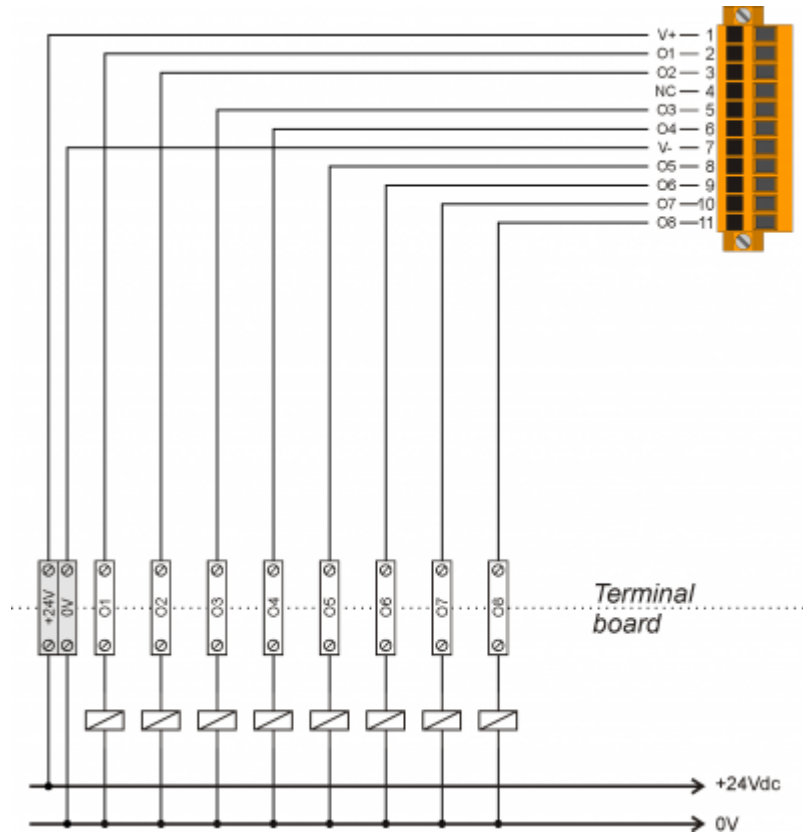 V+ 1
O1 2
O2 3
NC 4
O3 5
O4 6
V- 7
O5 8
O6 9
O7 10
O8 11
+24V 0V O1 O2 O3 O4 O5 O6 O7 O8
Terminal
board
+24Vdc
0V